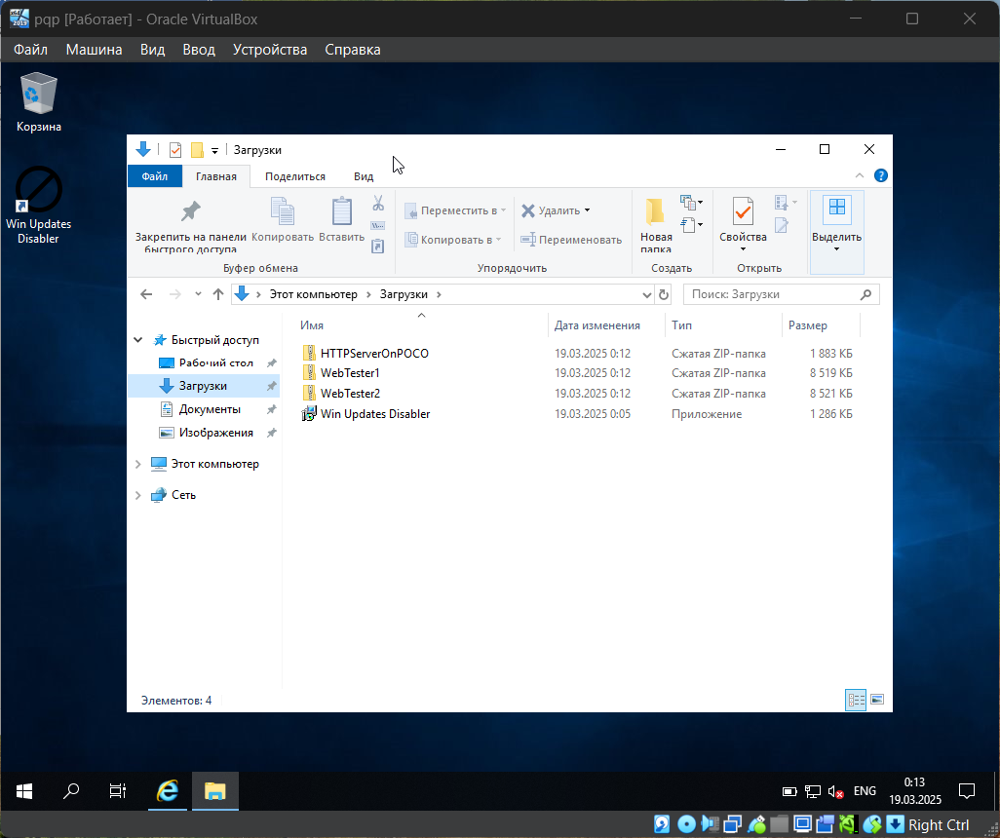 pqp [Работает] - Oracle VirtualBox
Файл Машина Вид Ввод Устройства Справка
Корзина
Win Updates
Disabler
Загрузки
Файл Главная Поделиться Вид
Закрепить на панели
быстрого доступа
Копировать
Вставить
Буфер обмена
Переместить в
Копировать в
Удалить
Переименовать
Упорядочить
Новая
папка
Создать
Свойства
Открыть
Выделить
Этот компьютер Загрузки
Поиск: Загрузки
Имя Дата изменения Тип Размер
HTTPServerOnPOCO 19.03.2025 0:12 Сжатая ZIP-папка 1 883 КБ
WebTester1 19.03.2025 0:12 Сжатая ZIP-папка 8 519 КБ
WebTester2 19.03.2025 0:12 Сжатая ZIP-папка 8 521 КБ
Win Updates Disabler 19.03.2025 0:05 Приложение 1 286 КБ
Быстрый доступ
Рабочий стол
Загрузки
Документы
Изображения
Этот компьютер
Сеть
Элементов: 4
ENG
0:13
19.03.2025
Right Ctrl